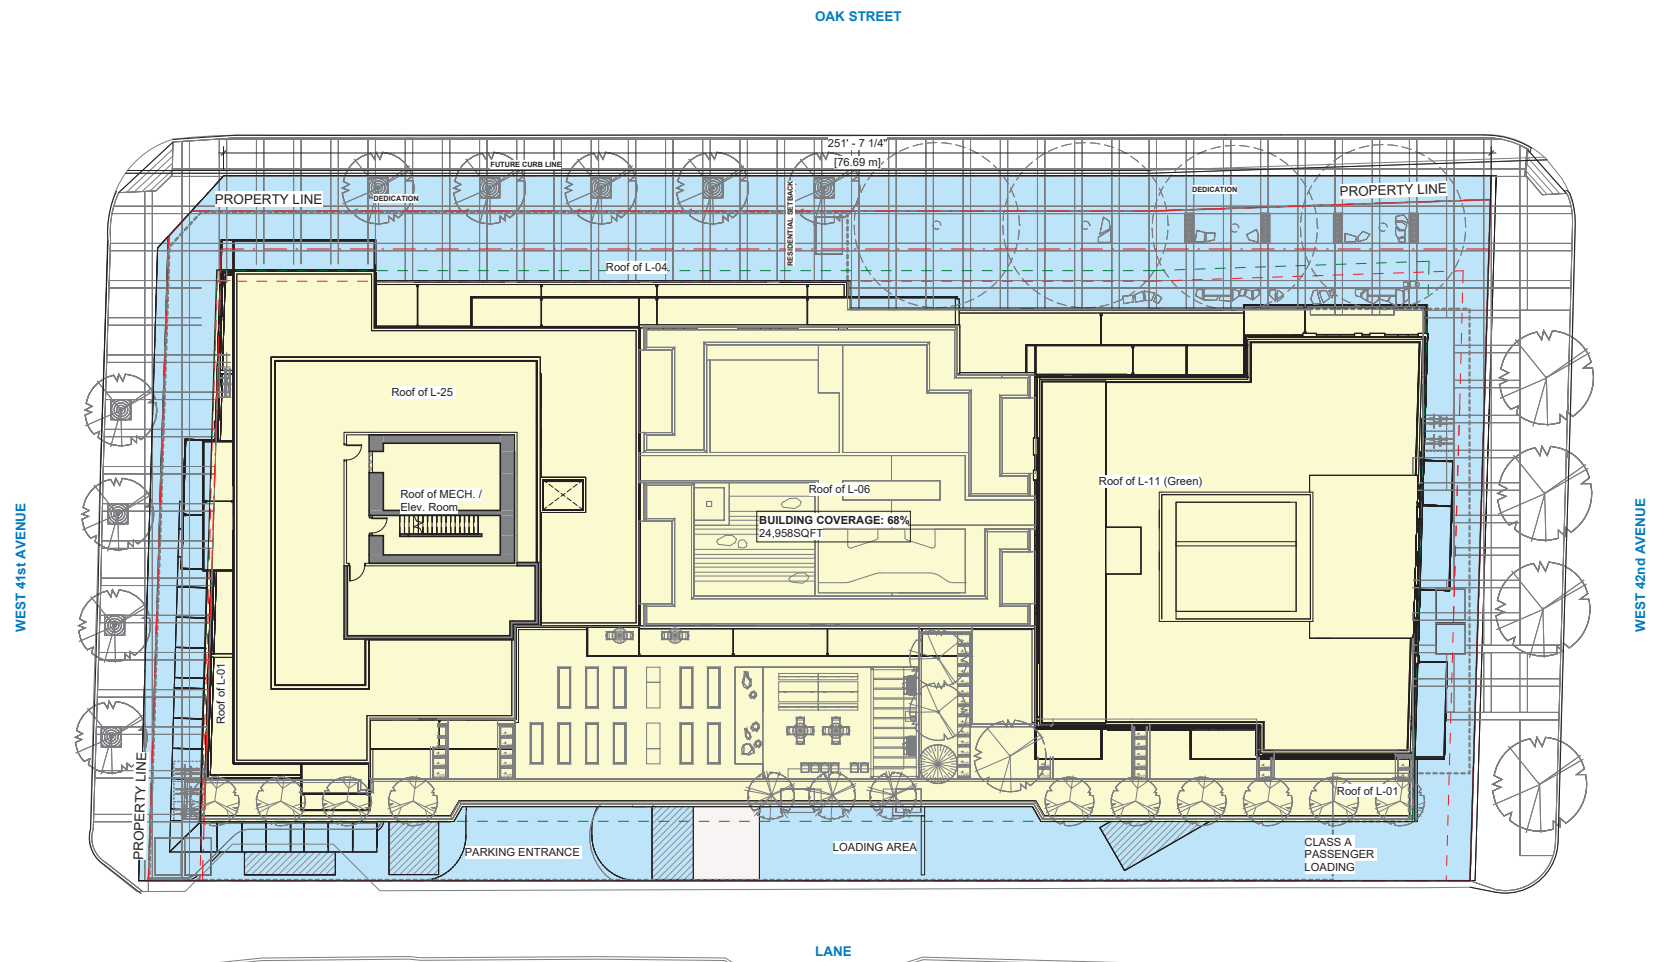 OAK STREET
251' - 7 1/4"
[76.69 m]
FUTURE CURB LINE
PROPERTY LINE
DEDICATION
RESIDENTIAL SETBACK
DEDICATION
PROPERTY LINE
Roof of L-04
Roof of L-25
Roof of MECH. /
Elev. Room
Roof of L-06
BUILDING COVERAGE: 68%
24,958SQFT
Roof of L-11 (Green)
WEST 41st AVENUE
WEST 42nd AVENUE
Roof of L-01
PROPERTY LINE
Roof of L-01
PARKING ENTRANCE
LOADING AREA
CLASS A
PASSENGER
LOADING
LANE